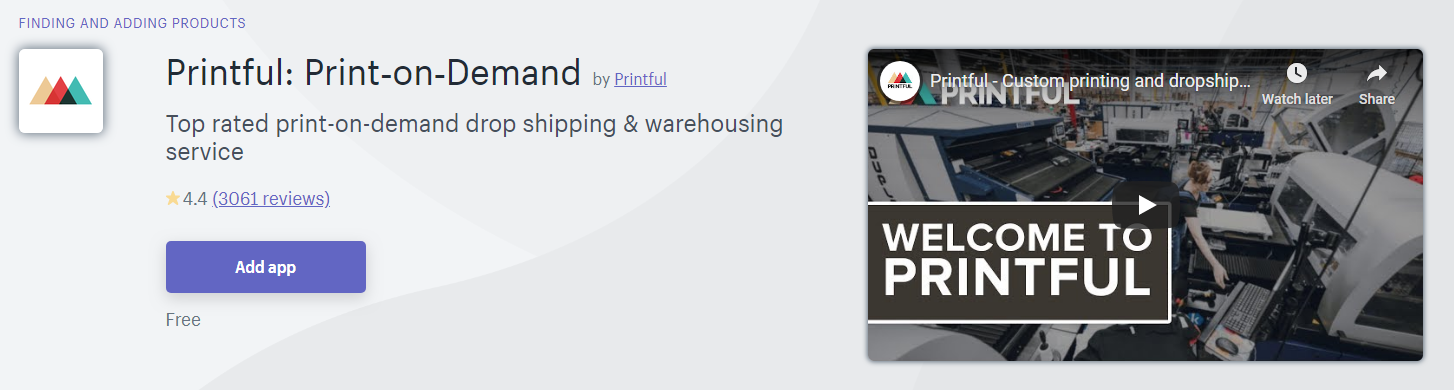 FINDING AND ADDING PRODUCTS
Printful: Print-on-Demand by Printful
Top rated print-on-demand drop shipping & warehousing
service
4.4 (3061 reviews)
Add app
Free
PRINTFUL
Printful - Custom printing and dropship...
Watch later
Share
PRINTFUL
WELCOME TO
PRINTFUL